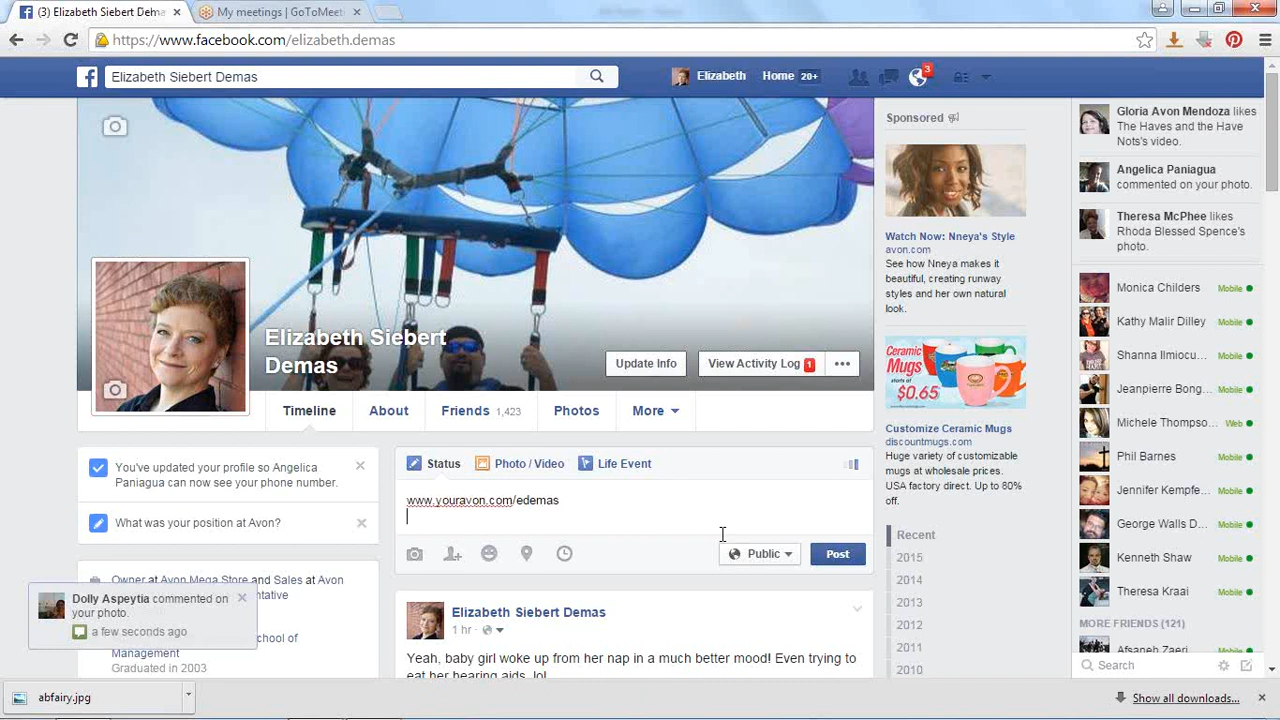 (3) Elizabeth Siebert Dema
My meetings | GoToMeet
https://www.facebook.com/elizabeth.demas
Elizabeth Siebert Demas
Elizabeth
Home 20+
3
Elizabeth Siebert
Demas
Update Info
View Activity Log 1
Timeline
About
Friends 1,423
Photos
More
You've updated your profile so Angelica
Paniagua can now see your phone number.
What was your position at Avon?
Owner at Avon Mega Store and Sales at Avon
Management
Graduated in 2003
Dolly Aspeytia commented on
your photo.
a few seconds ago
Status
Photo / Video
Life Event
www.youravon.com/edemas
Public
Post
Elizabeth Siebert Demas
1 hr
Yeah, baby girl woke up from her nap in a much better mood! Even trying to
eat her hearing aids, lol
Sponsored
Watch Now: Nneya's Style
avon.com
See how Nneya makes it
beautiful, creating runway
styles and her own natural
look.
Ceramic
Mugs
starts at
$0.65
Customize Ceramic Mugs
discountmugs.com
Huge variety of customizable
mugs at wholesale prices.
USA factory direct. Up to 80%
off.
Recent
2015
2014
2013
2012
2011
2010
Gloria Avon Mendoza likes
The Haves and the Have
Nots's video.
Angelica Paniagua
commented on your photo.
Theresa McPhee likes
Rhoda Blessed Spence's
photo.
Monica Childers Mobile
Kathy Malir Dilley Mobile
Shanna Ilmiocu... Mobile
Jeanpierre Bong... Mobile
Michele Thompso... Web
Phil Barnes Mobile
Jennifer Kempfe... Mobile
George Walls D... Mobile
Kenneth Shaw Mobile
Theresa Kraai Mobile
MORE FRIENDS (121)
Afsaneh Zaeri
Search
abfairy.jpg
Show all downloads...